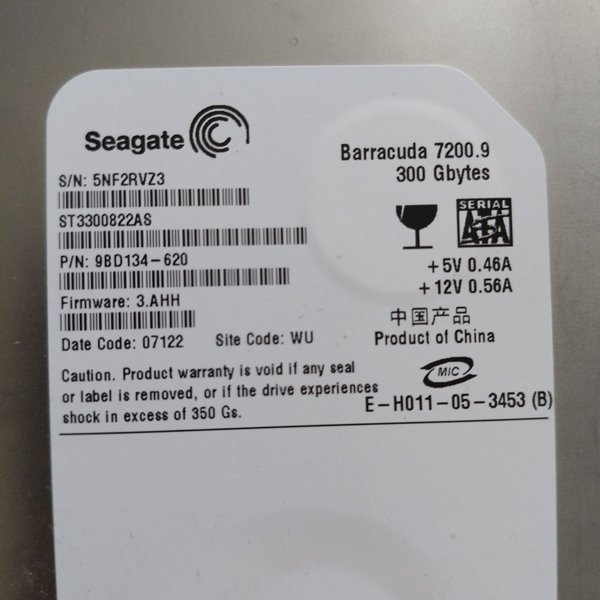 Seagate
Barracuda 7200.9
300 Gbytes
S/N: 5NF2RVZ3
ST3300822AS
P/N: 9BD134-620
Firmware: 3.AHH
Date Code: 07122 Site Code: WU
SERIAL
ATA
+5V 0.46A
+12V 0.56A
中国产品
Product of China
Caution. Product warranty is void if any seal
or label is removed, or if the drive experiences
shock in excess of 350 Gs.
MIC
E-H011-05-3453 (B)